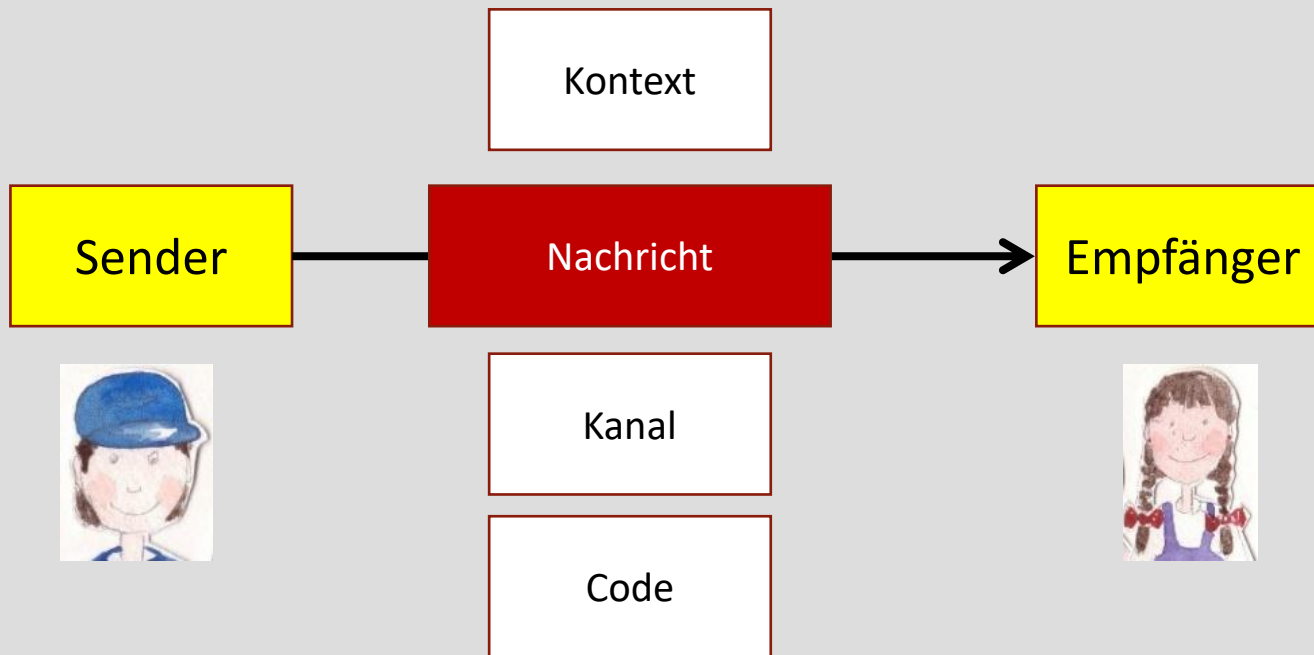 Kontext
Sender
Nachricht
Empfänger
Kanal
Code